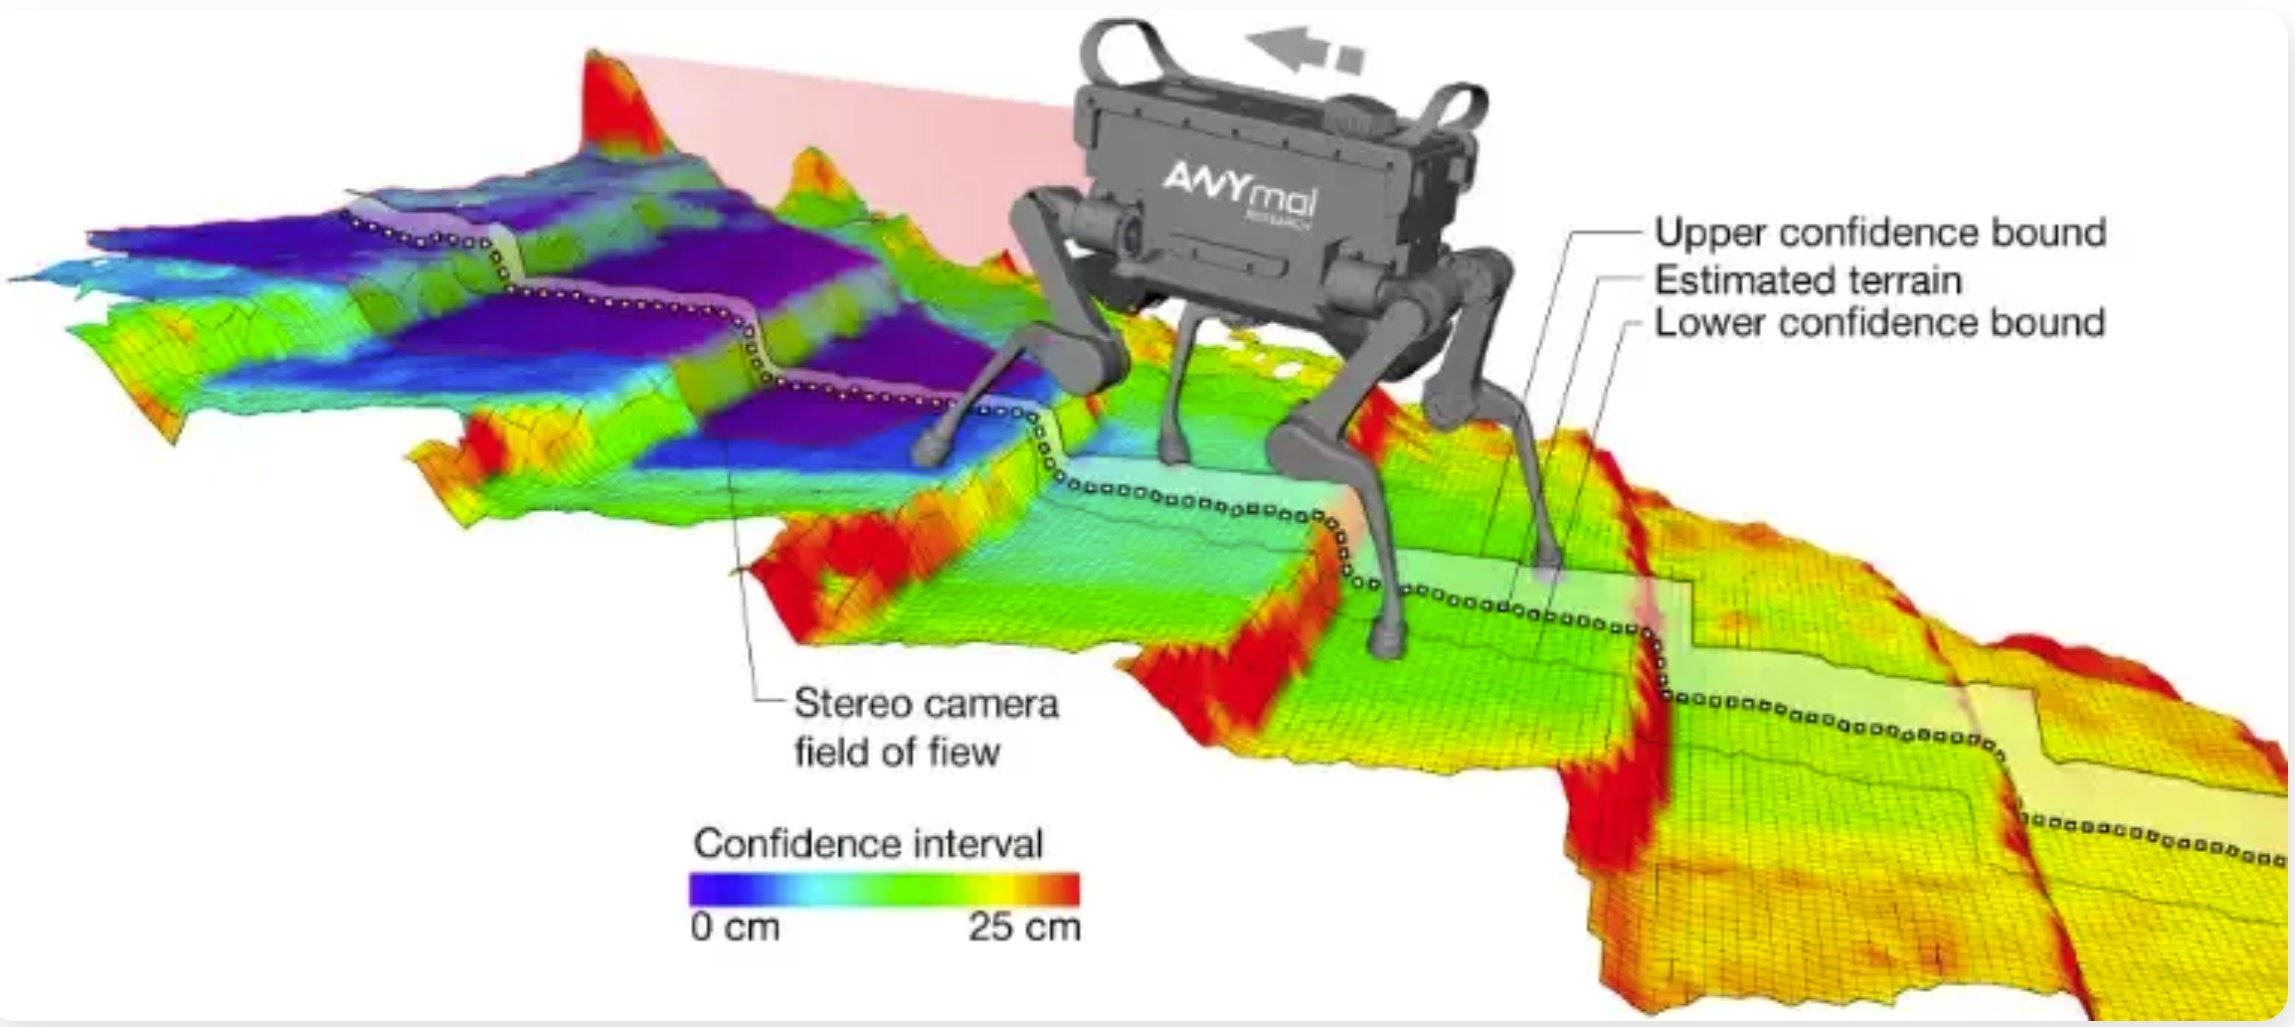 ANYmal
RESEARCH
Upper confidence bound
Estimated terrain
Lower confidence bound
Stereo camera
field of fiew
Confidence interval
0 cm
25 cm